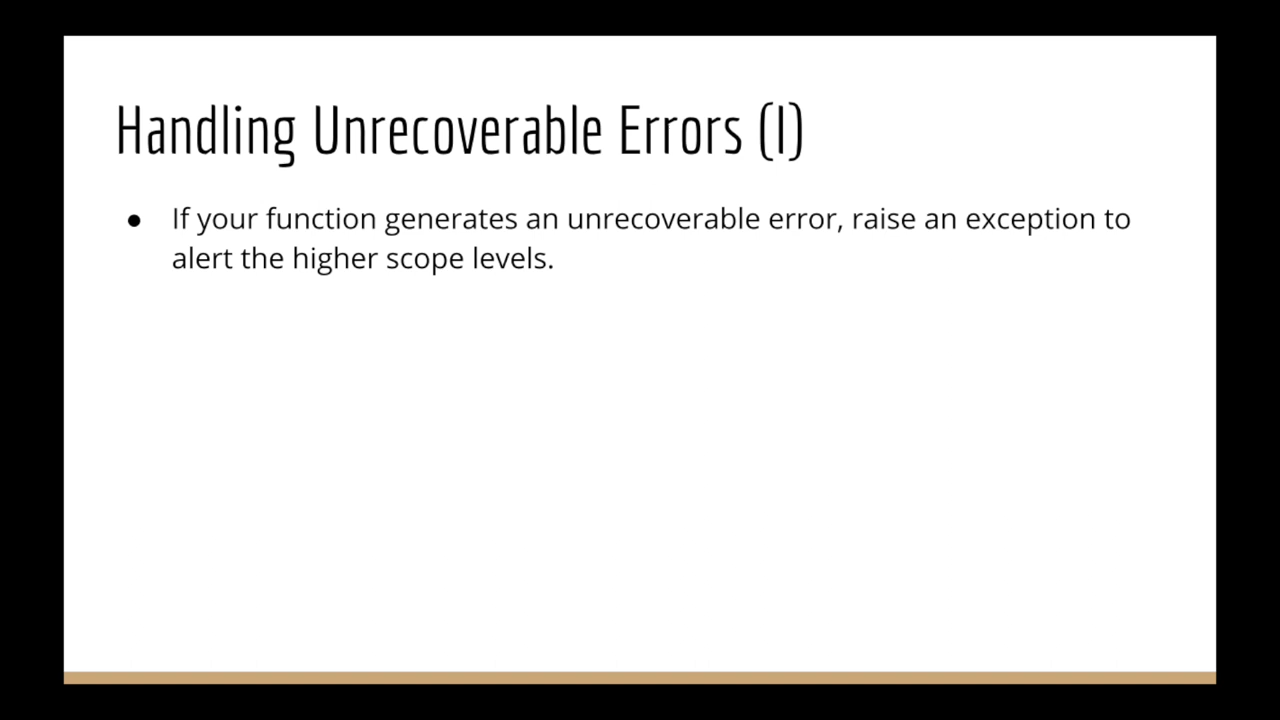 Handling Unrecoverable Errors (I)
● If your function generates an unrecoverable error, raise an exception to
alert the higher scope levels.